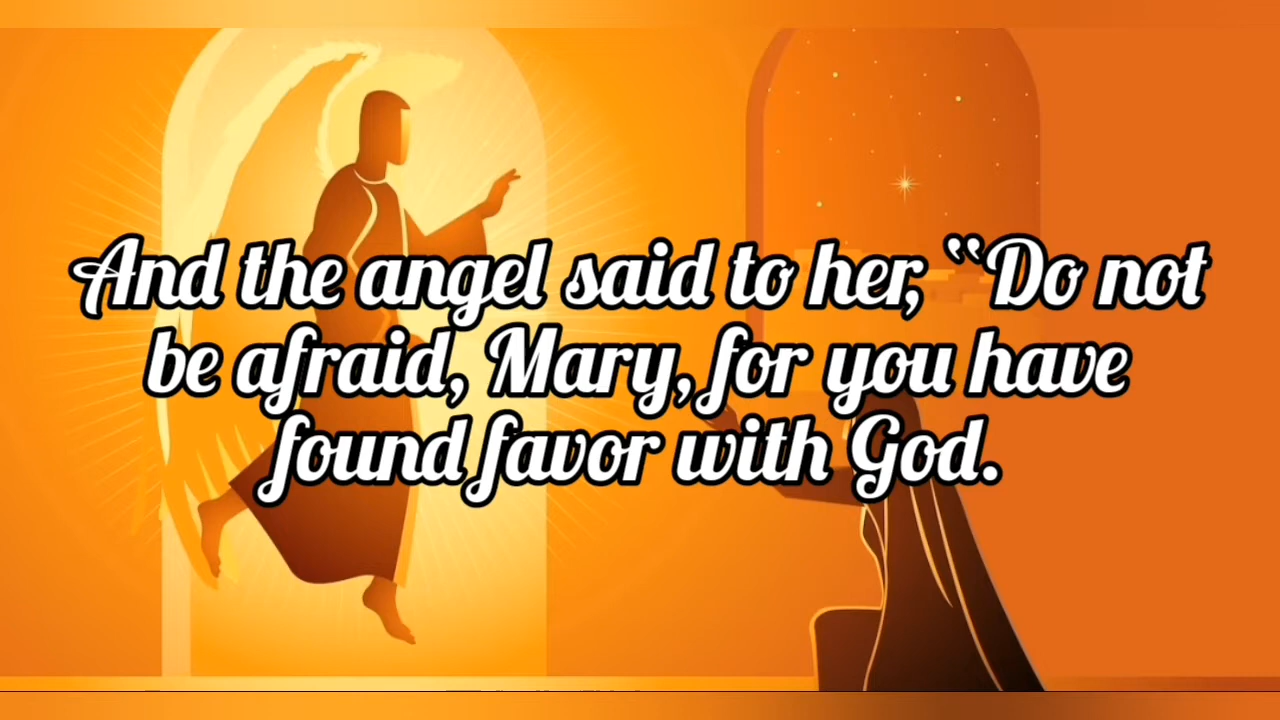 And the angel said to her, “Do not
be afraid, Mary, for you have
found favor with God.